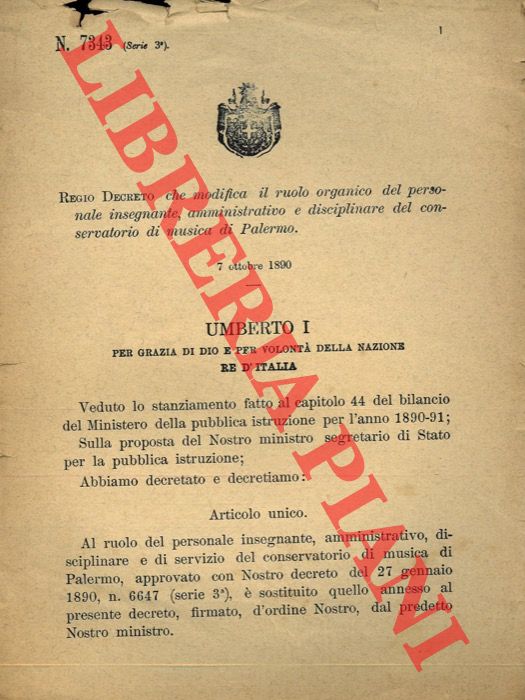 1
N. 7343 (Serie 3ª).
REGIO DECRETO che modifica il ruolo organico del perso-
nale insegnante, amministrativo e disciplinare del con-
servatorio di musica di Palermo.
7 ottobre 1890
UMBERTO I
PER GRAZIA DI DIO E PER VOLONTÀ DELLA NAZIONE
RE D'ITALIA
Veduto lo stanziamento fatto al capitolo 44 del bilancio
del Ministero della pubblica istruzione per l'anno 1890-91;
Sulla proposta del Nostro ministro segretario di Stato
per la pubblica istruzione;
Abbiamo decretato e decretiamo:
Articolo unico.
Al ruolo del personale insegnante, amministrativo, di-
sciplinare e di servizio del conservatorio di musica di
Palermo, approvato con Nostro decreto del 27 gennaio
1890, n. 6647 (serie 3ª), è sostituito quello annesso al
presente decreto, firmato, d'ordine Nostro, dal predetto
Nostro ministro.
LIBRERIA PIANI